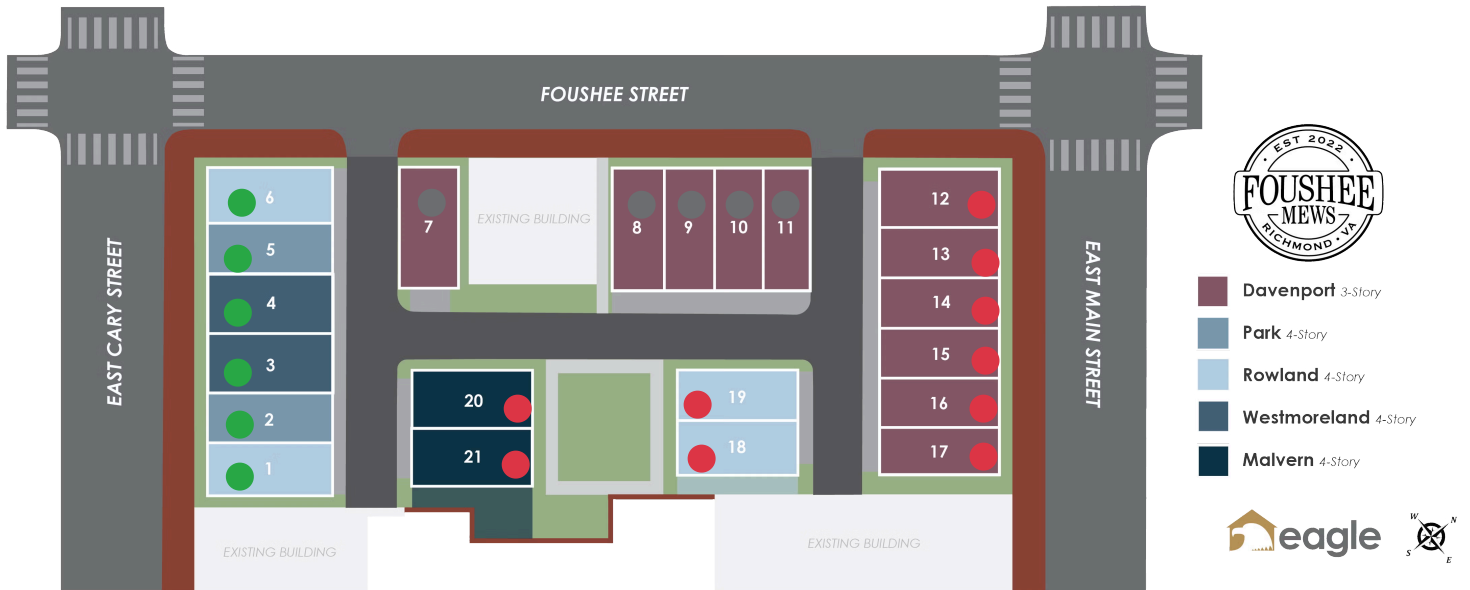 FOUSHEE STREET
EAST CARY STREET
EAST MAIN STREET
6
5
4
3
2
1
7
EXISTING BUILDING
8
9
10
11
12
13
14
15
16
17
20
21
19
18
EXISTING BUILDING
EXISTING BUILDING
EST 2022
FOUSHEE
MEWS
RICHMOND • VA
Davenport 3-Story
Park 4-Story
Rowland 4-Story
Westmoreland 4-Story
Malvern 4-Story
eagle
W
N
S
E